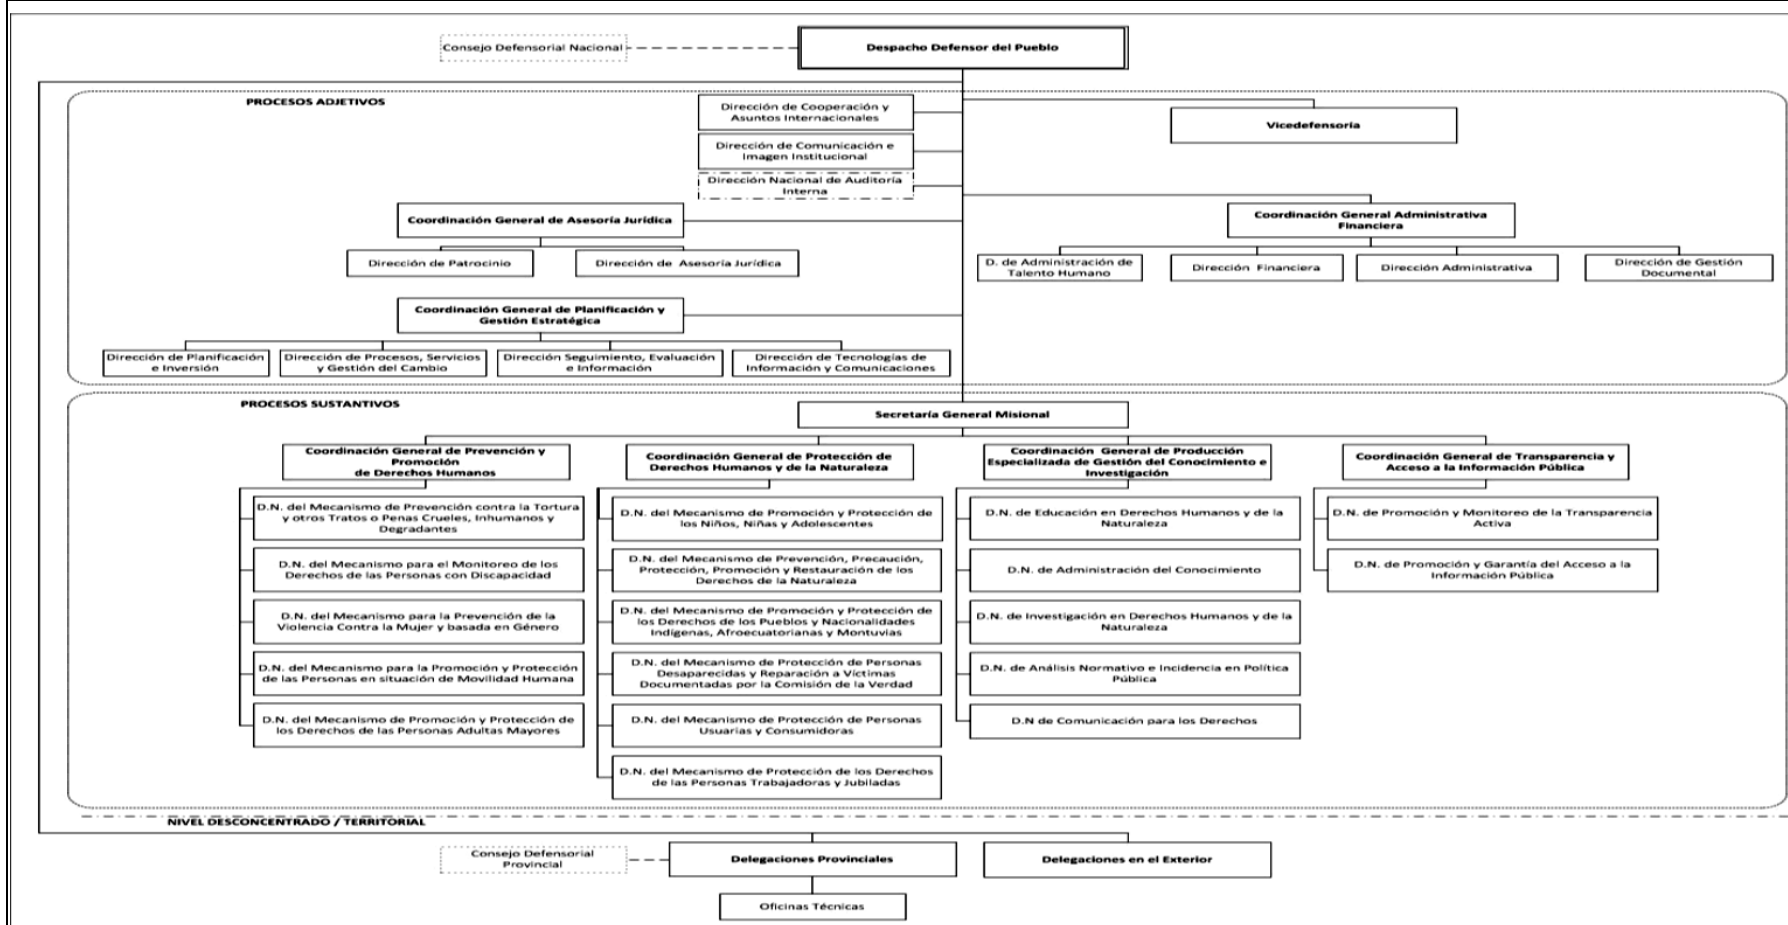 Consejo Defensorial Nacional
Despacho Defensor del Pueblo
PROCESOS ADJETIVOS
Dirección de Cooperación y
Asuntos Internacionales
Vicedefensoría
Dirección de Comunicación e
Imagen Institucional
Dirección Nacional de Auditoría
Interna
Coordinación General de Asesoría Jurídica
Coordinación General Administrativa
Financiera
Dirección de Patrocinio
Dirección de Asesoría Jurídica
D. de Administración de
Talento Humano
Dirección Financiera
Dirección Administrativa
Dirección de Gestión
Documental
Coordinación General de Planificación y
Gestión Estratégica
Dirección de Planificación
e Inversión
Dirección de Procesos, Servicios
y Gestión del Cambio
Dirección Seguimiento, Evaluación
e Información
Dirección de Tecnologías de
Información y Comunicaciones
PROCESOS SUSTANTIVOS
Secretaría General Misional
Coordinación General de Prevención y
Promoción
de Derechos Humanos
Coordinación General de Protección de
Derechos Humanos y de la Naturaleza
Coordinación General de Producción
Especializada de Gestión del Conocimiento e
Investigación
Coordinación General de Transparencia y
Acceso a la Información Pública
D.N. del Mecanismo de Prevención contra la Tortura
y otros Tratos o Penas Crueles, Inhumanos y
Degradantes
D.N. del Mecanismo para el Monitoreo de los
Derechos de las Personas con Discapacidad
D.N. del Mecanismo para la Prevención de la
Violencia Contra la Mujer y basada en Género
D.N. del Mecanismo para la Promoción y Protección
de las Personas en situación de Movilidad Humana
D.N. del Mecanismo de Promoción y Protección de
los Derechos de las Personas Adultas Mayores
D.N. del Mecanismo de Promoción y Protección de
los Niños, Niñas y Adolescentes
D.N. del Mecanismo de Prevención, Precaución,
Protección, Promoción y Restauración de los
Derechos de la Naturaleza
D.N. del Mecanismo de Promoción y Protección de
los Derechos de los Pueblos y Nacionalidades
Indígenas, Afroecuatorianas y Montuvias
D.N. del Mecanismo de Protección de Personas
Desaparecidas y Reparación a Víctimas
Documentadas por la Comisión de la Verdad
D.N. del Mecanismo de Protección de Personas
Usuarias y Consumidoras
D.N. del Mecanismo de Protección de los Derechos
de las Personas Trabajadoras y Jubiladas
D.N. de Educación en Derechos Humanos y de la
Naturaleza
D.N. de Administración del Conocimiento
D.N. de Investigación en Derechos Humanos y de la
Naturaleza
D.N. de Análisis Normativo e Incidencia en Política
Pública
D.N de Comunicación para los Derechos
D.N. de Promoción y Monitoreo de la Transparencia
Activa
D.N. de Promoción y Garantía del Acceso a la
Información Pública
NIVEL DESCONCENTRADO / TERRITORIAL
Consejo Defensorial
Provincial
Delegaciones Provinciales
Delegaciones en el Exterior
Oficinas Técnicas